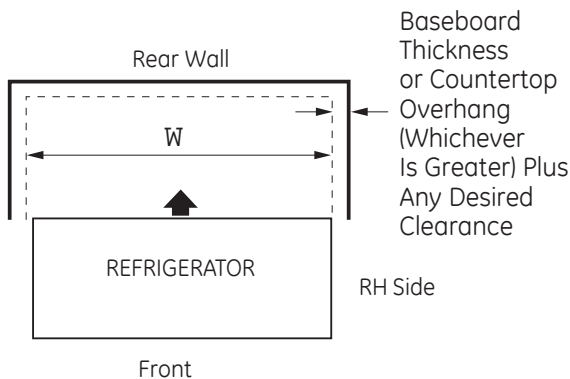 Rear Wall
Baseboard
Thickness
or Countertop
Overhang
(Whichever
Is Greater) Plus
Any Desired
Clearance
W
REFRIGERATOR
RH Side
Front